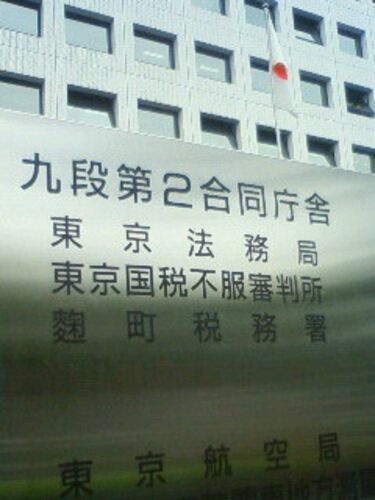 九段第2合同庁舎
東京法務局
東京国税不服審判所
麹町税務署
東京航空局